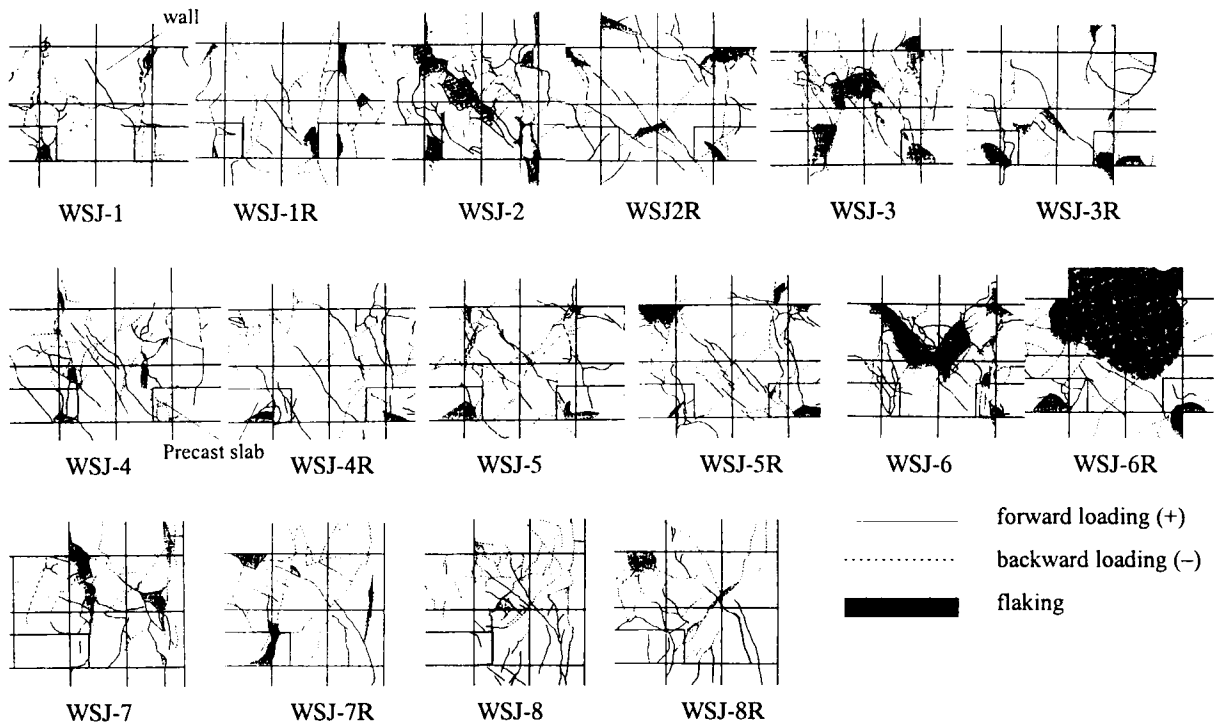 wall
WSJ-1
WSJ-1R
WSJ-2
WSJ2R
WSJ-3
WSJ-3R
WSJ-4
Precast slab
WSJ-4R
WSJ-5
WSJ-5R
WSJ-6
WSJ-6R
forward loading (+)
backward loading (−)
flaking
WSJ-7
WSJ-7R
WSJ-8
WSJ-8R